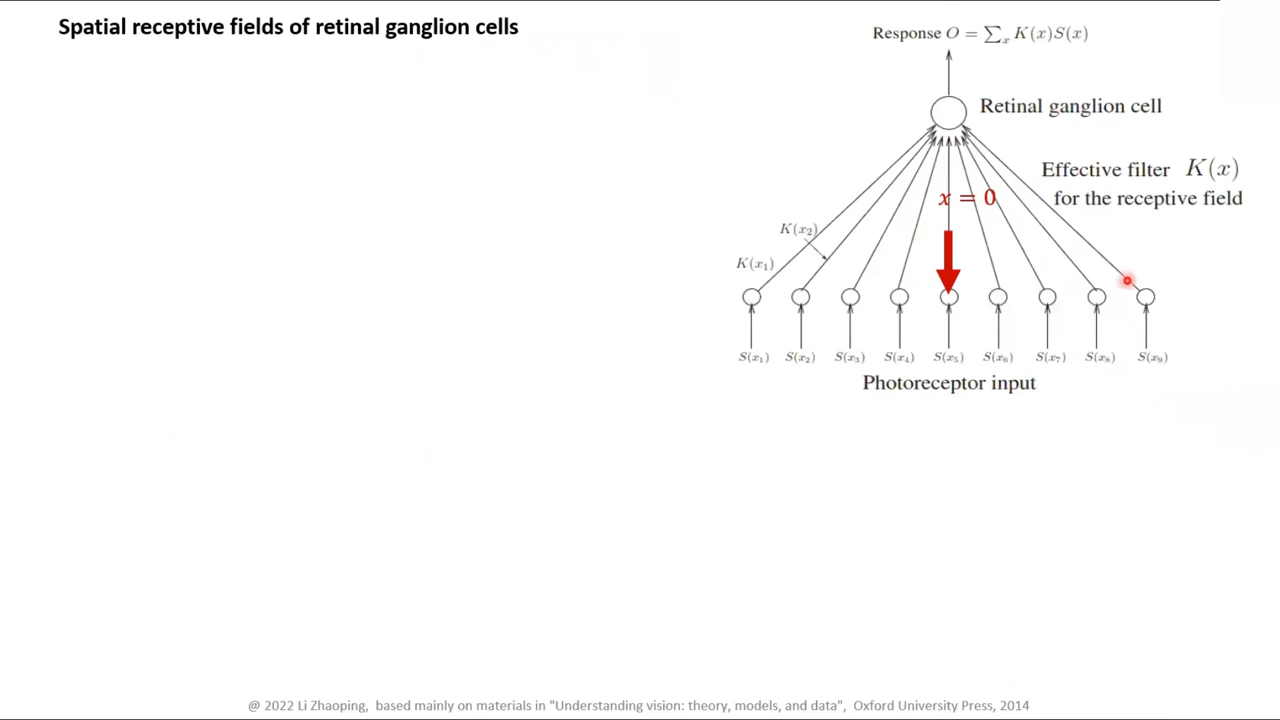 Spatial receptive fields of retinal ganglion cells
Response O = ∑ₓ K(x)S(x)
Retinal ganglion cell
Effective filter K(x)
for the receptive field
x = 0
K(x₂)
K(x₁)
S(x₁) S(x₂) S(x₃) S(x₄) S(x₅) S(x₆) S(x₇) S(x₈) S(x₉)
Photoreceptor input
@ 2022 Li Zhaoping, based mainly on materials in "Understanding vision: theory, models, and data", Oxford University Press, 2014